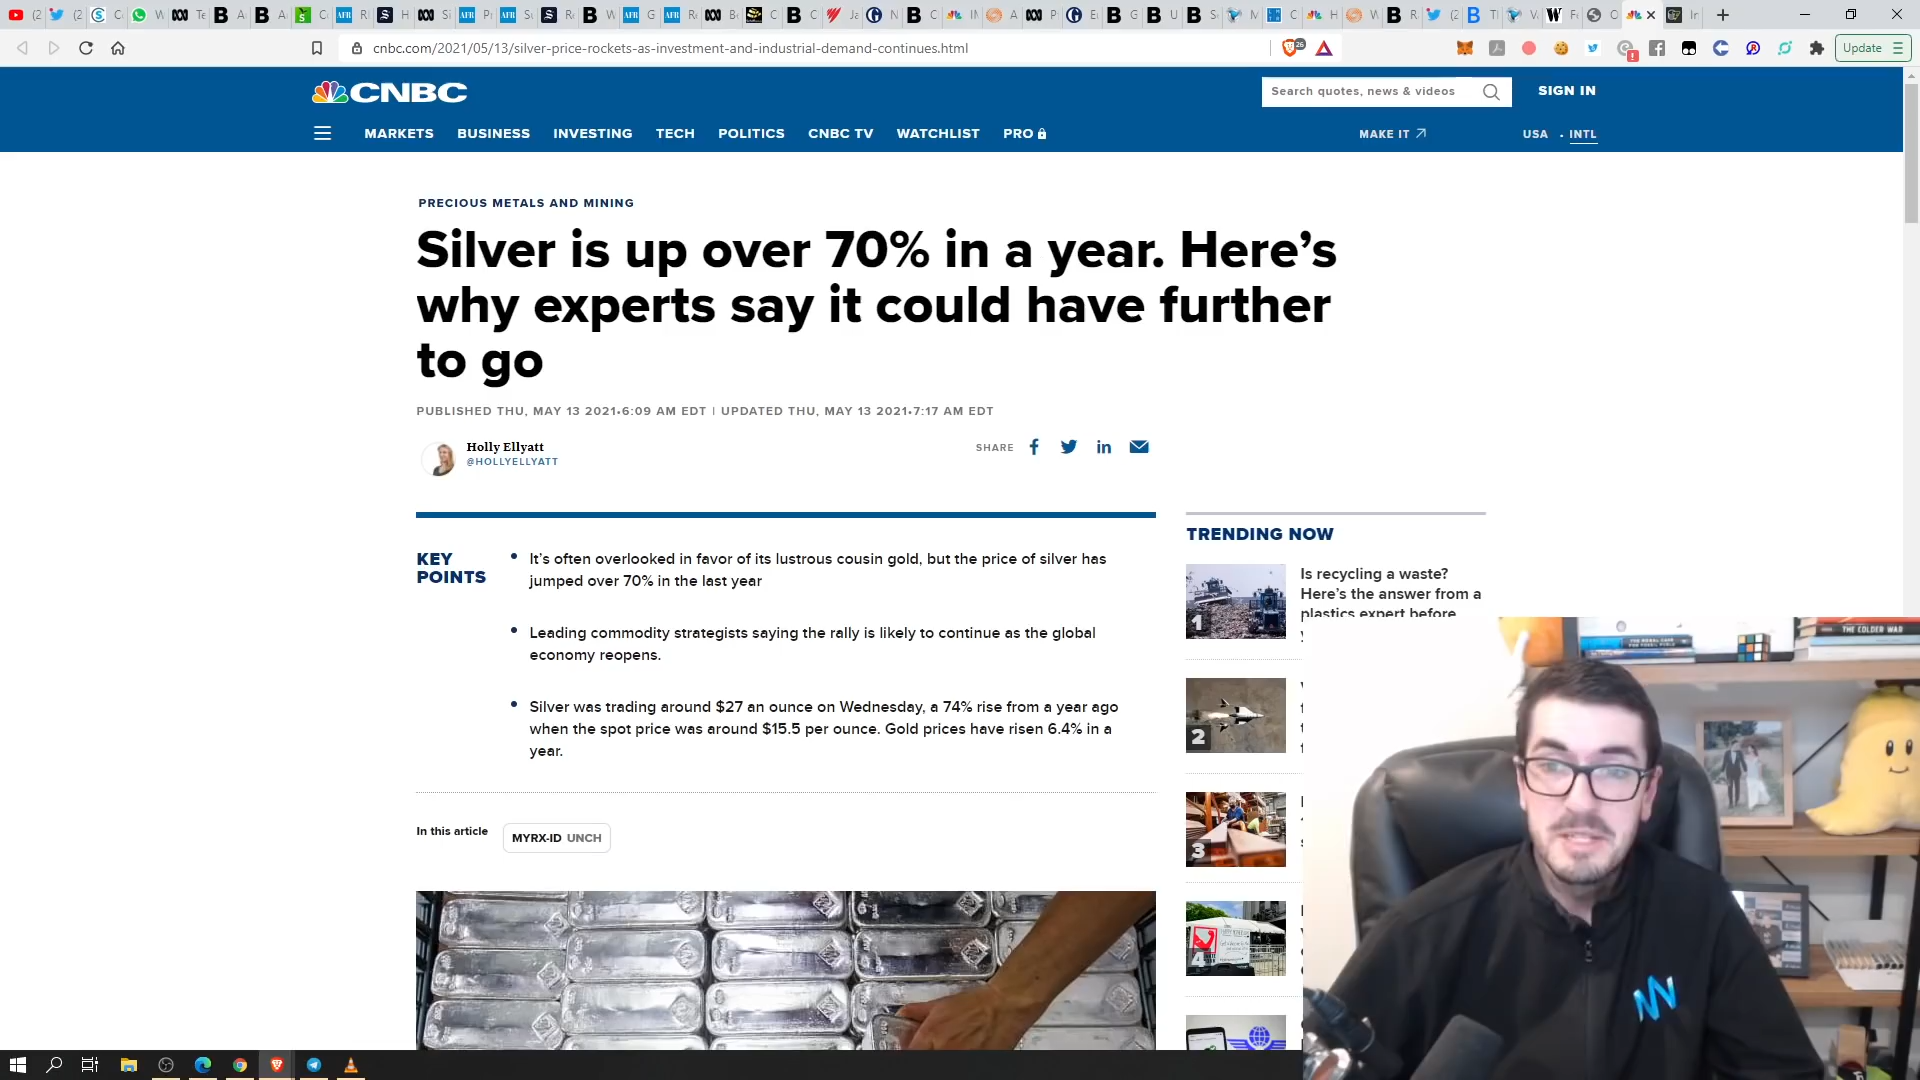 cnbc.com/2021/05/13/silver-price-rockets-as-investment-and-industrial-demand-continues.html
26
Update
CNBC
Search quotes, news & videos
SIGN IN
MARKETS BUSINESS INVESTING TECH POLITICS CNBC TV WATCHLIST PRO
MAKE IT
USA • INTL
PRECIOUS METALS AND MINING
Silver is up over 70% in a year. Here’s
why experts say it could have further
to go
PUBLISHED THU, MAY 13 2021•6:09 AM EDT | UPDATED THU, MAY 13 2021•7:17 AM EDT
Holly Ellyatt
@HOLLYELLYATT
SHARE
KEY
POINTS
It’s often overlooked in favor of its lustrous cousin gold, but the price of silver has
jumped over 70% in the last year
Leading commodity strategists saying the rally is likely to continue as the global
economy reopens.
Silver was trading around $27 an ounce on Wednesday, a 74% rise from a year ago
when the spot price was around $15.5 per ounce. Gold prices have risen 6.4% in a
year.
In this article
MYRX-ID UNCH
TRENDING NOW
1
Is recycling a waste?
Here’s the answer from a
plastics expert before
2
3
4
THE COLDER WAR